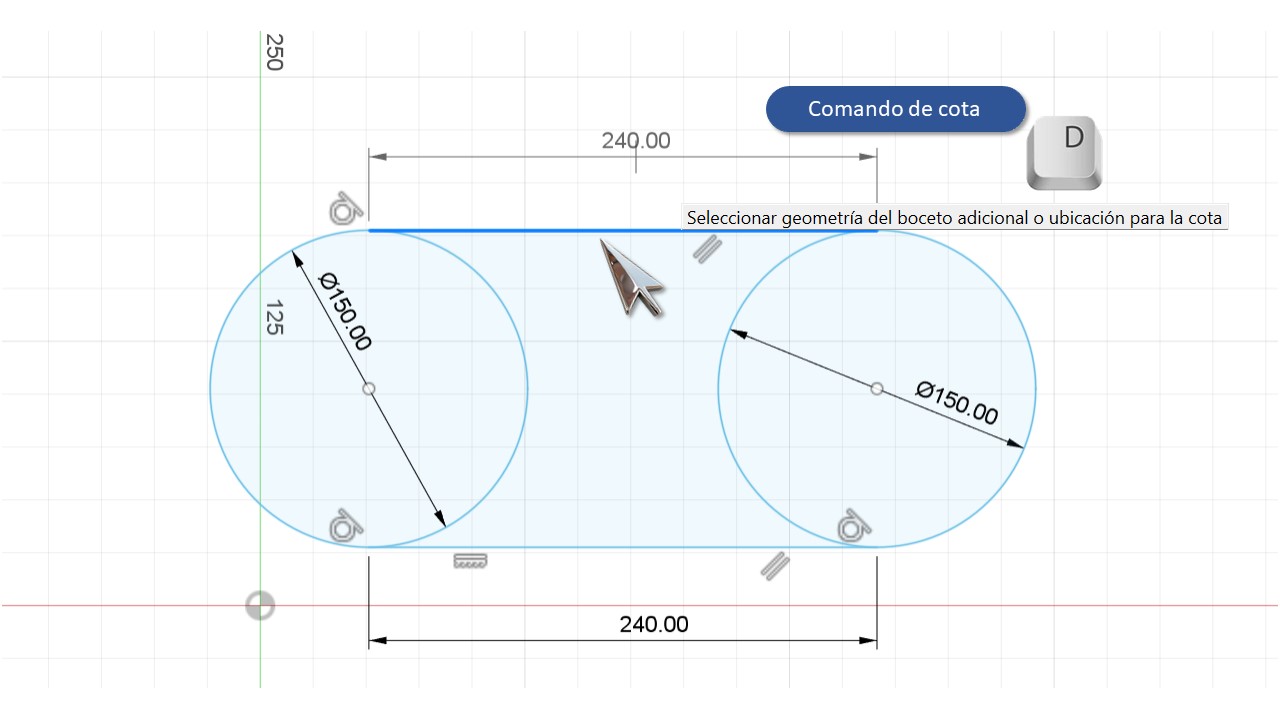 250
Comando de cota
D
240.00
Seleccionar geometría del boceto adicional o ubicación para la cota
Ø150.00
125
Ø150.00
240.00